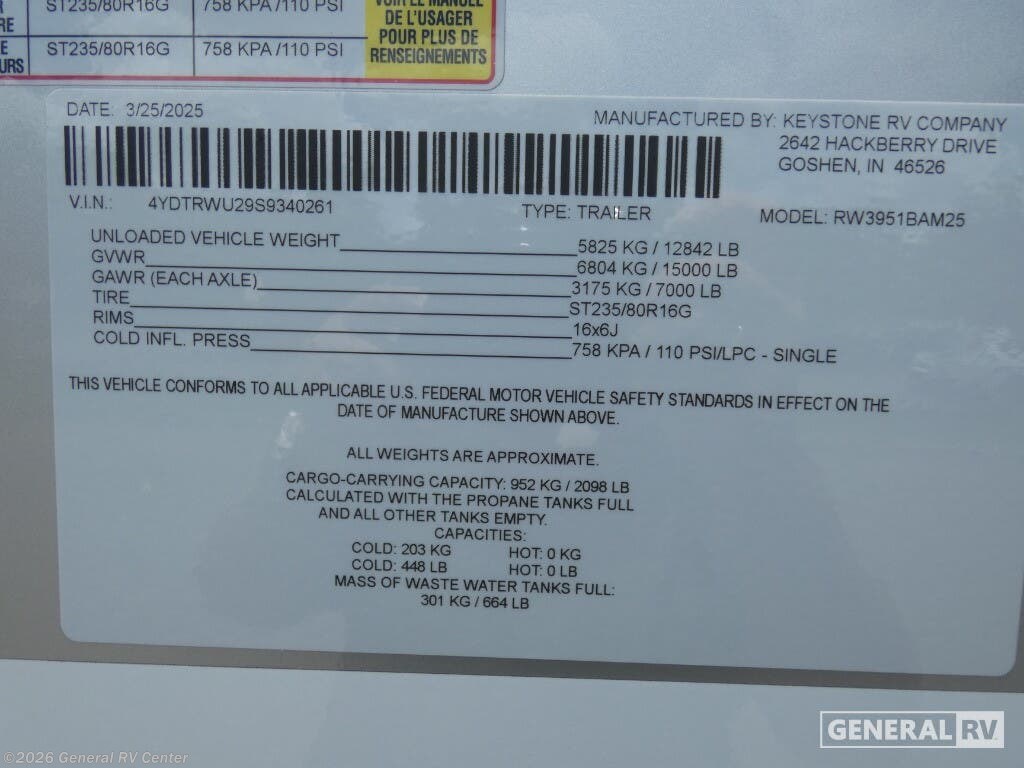 ST235/80R16G 758 KPA /110 PSI
RE
ST235/80R16G 758 KPA /110 PSI
URS
VOIR LE MANUEL
DE L'USAGER
POUR PLUS DE
RENSEIGNEMENTS
DATE: 3/25/2025
MANUFACTURED BY: KEYSTONE RV COMPANY
2642 HACKBERRY DRIVE
GOSHEN, IN 46526
V.I.N.: 4YDTRWU29S9340261 TYPE: TRAILER MODEL: RW3951BAM25
UNLOADED VEHICLE WEIGHT 5825 KG / 12842 LB
GVWR 6804 KG / 15000 LB
GAWR (EACH AXLE) 3175 KG / 7000 LB
TIRE ST235/80R16G
RIMS 16x6J
COLD INFL. PRESS 758 KPA / 110 PSI/LPC - SINGLE
THIS VEHICLE CONFORMS TO ALL APPLICABLE U.S. FEDERAL MOTOR VEHICLE SAFETY STANDARDS IN EFFECT ON THE
DATE OF MANUFACTURE SHOWN ABOVE.
ALL WEIGHTS ARE APPROXIMATE.
CARGO-CARRYING CAPACITY: 952 KG / 2098 LB
CALCULATED WITH THE PROPANE TANKS FULL
AND ALL OTHER TANKS EMPTY.
CAPACITIES:
COLD: 203 KG HOT: 0 KG
COLD: 448 LB HOT: 0 LB
MASS OF WASTE WATER TANKS FULL:
301 KG / 664 LB
GENERAL RV
©2026 General RV Center